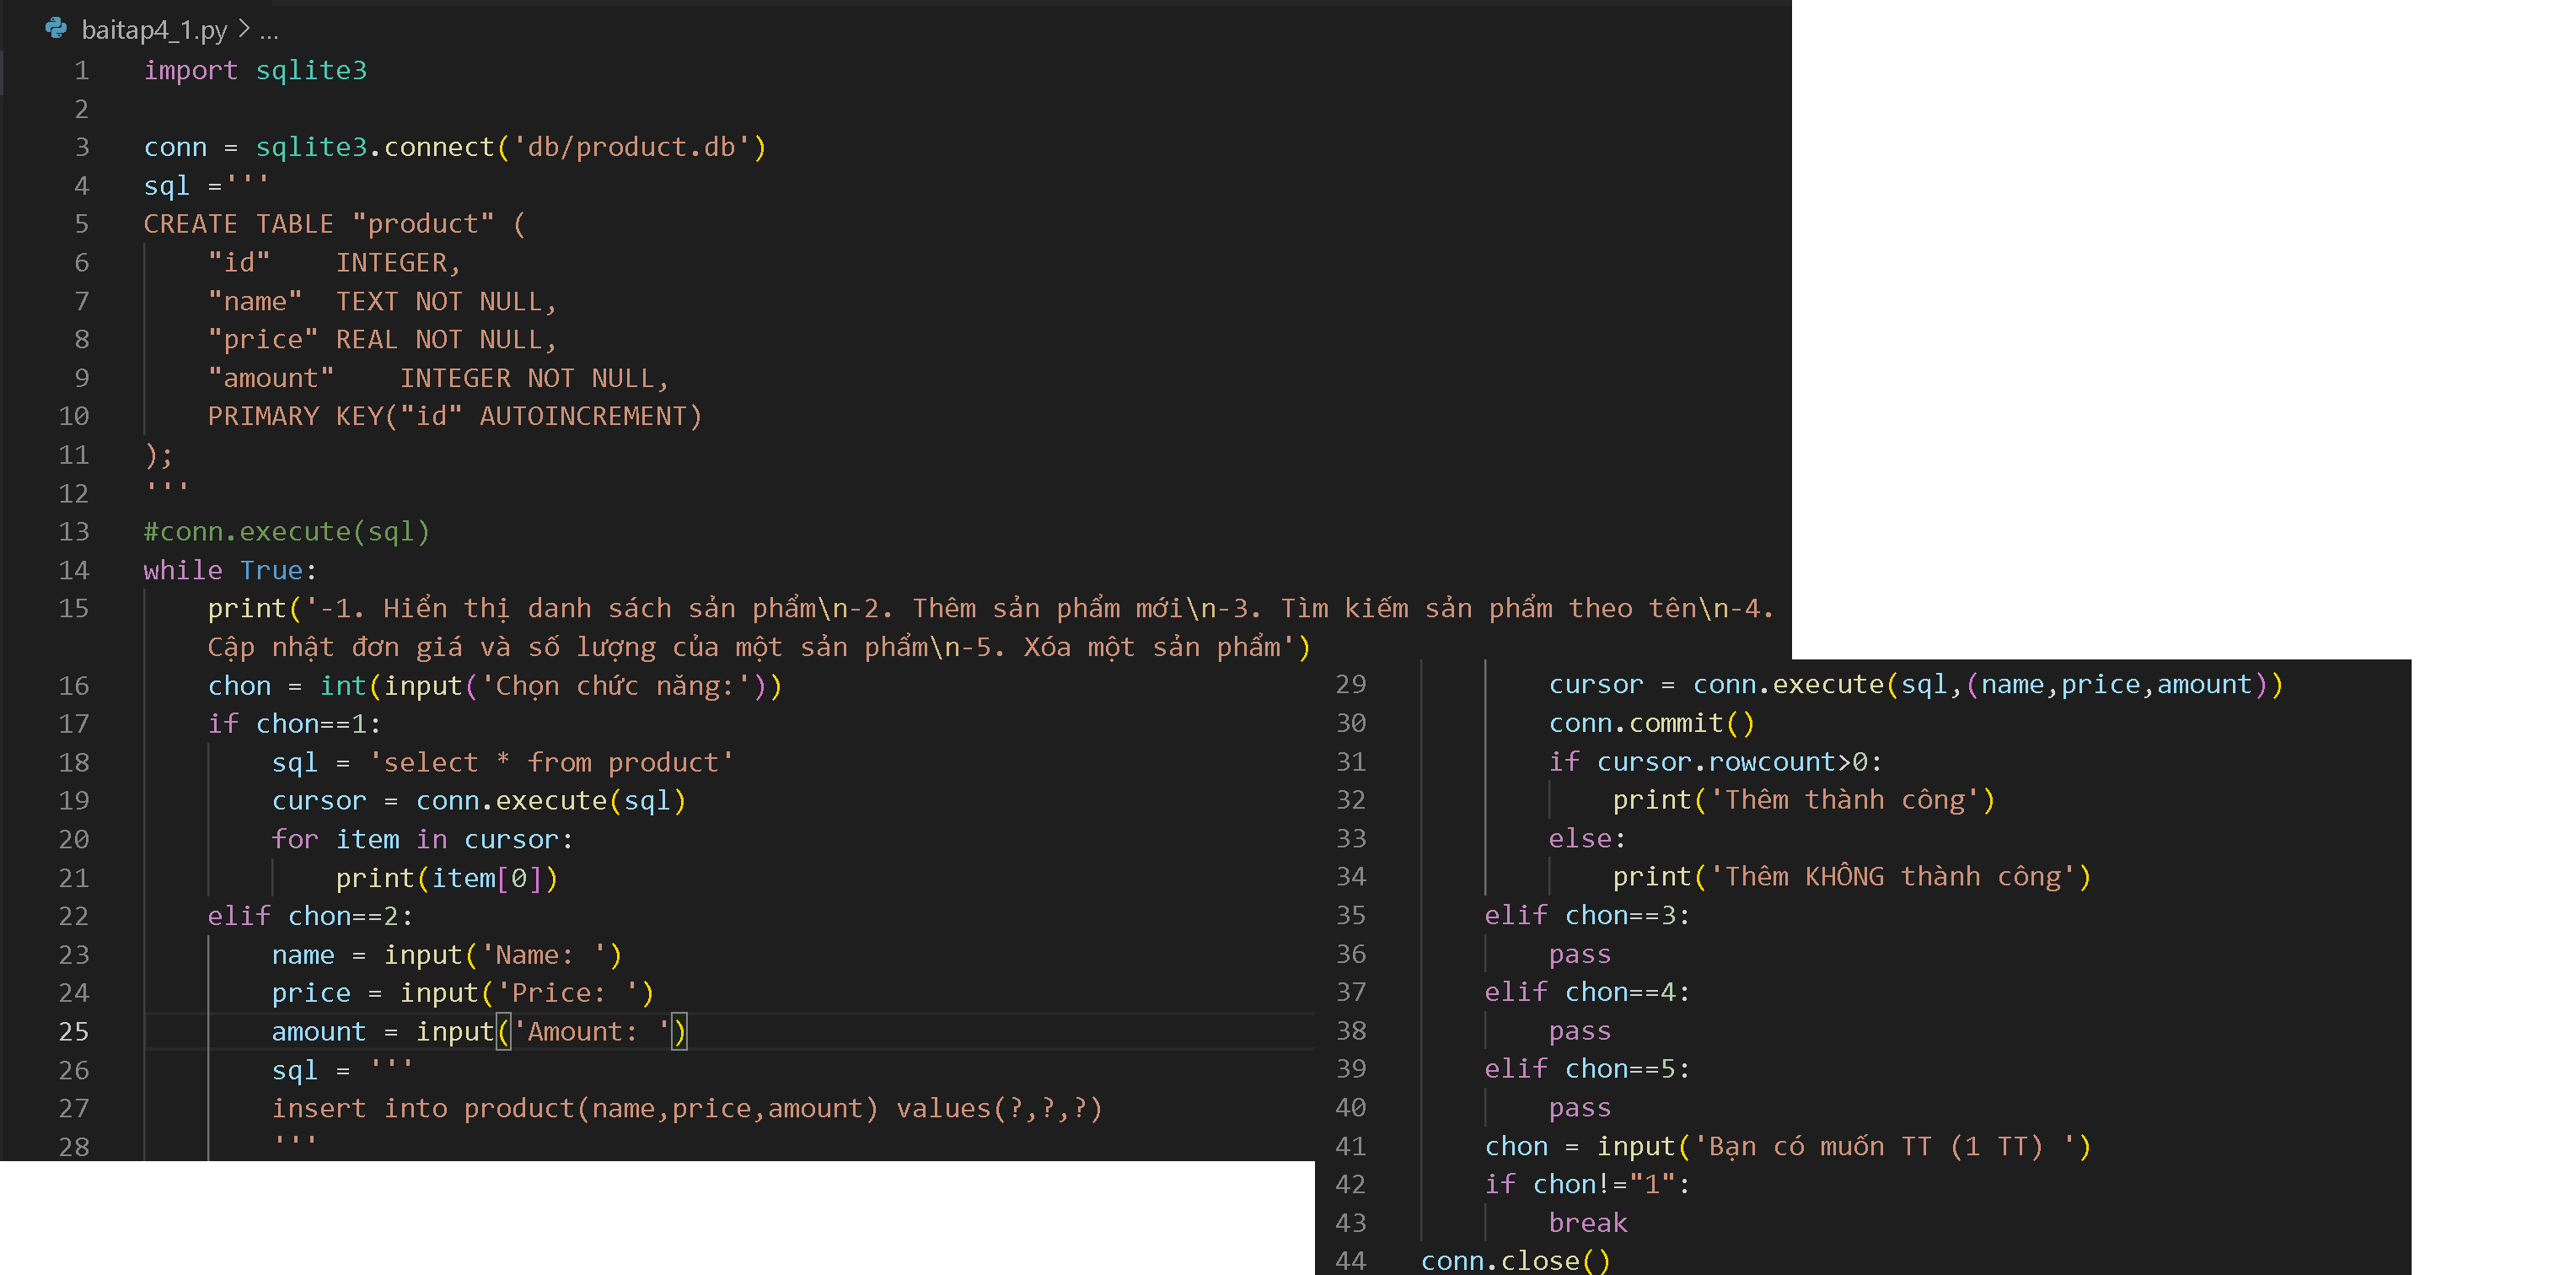 baitap4_1.py > ...
1 import sqlite3
2
3 conn = sqlite3.connect('db/product.db')
4 sql ='''
5 CREATE TABLE "product" (
6     "id"    INTEGER,
7     "name"  TEXT NOT NULL,
8     "price" REAL NOT NULL,
9     "amount"    INTEGER NOT NULL,
10     PRIMARY KEY("id" AUTOINCREMENT)
11 );
12 '''
13 #conn.execute(sql)
14 while True:
15     print('-1. Hiển thị danh sách sản phẩm\n-2. Thêm sản phẩm mới\n-3. Tìm kiếm sản phẩm theo tên\n-4.
    Cập nhật đơn giá và số lượng của một sản phẩm\n-5. Xóa một sản phẩm')
16     chon = int(input('Chọn chức năng:'))
17     if chon==1:
18         sql = 'select * from product'
19         cursor = conn.execute(sql)
20         for item in cursor:
21             print(item[0])
22     elif chon==2:
23         name = input('Name: ')
24         price = input('Price: ')
25         amount = input('Amount: ')
26         sql = '''
27         insert into product(name,price,amount) values(?,?,?)
28         '''
29         cursor = conn.execute(sql,(name,price,amount))
30         conn.commit()
31         if cursor.rowcount>0:
32             print('Thêm thành công')
33         else:
34             print('Thêm KHÔNG thành công')
35     elif chon==3:
36         pass
37     elif chon==4:
38         pass
39     elif chon==5:
40         pass
41     chon = input('Bạn có muốn TT (1 TT) ')
42     if chon!="1":
43         break
44 conn.close()